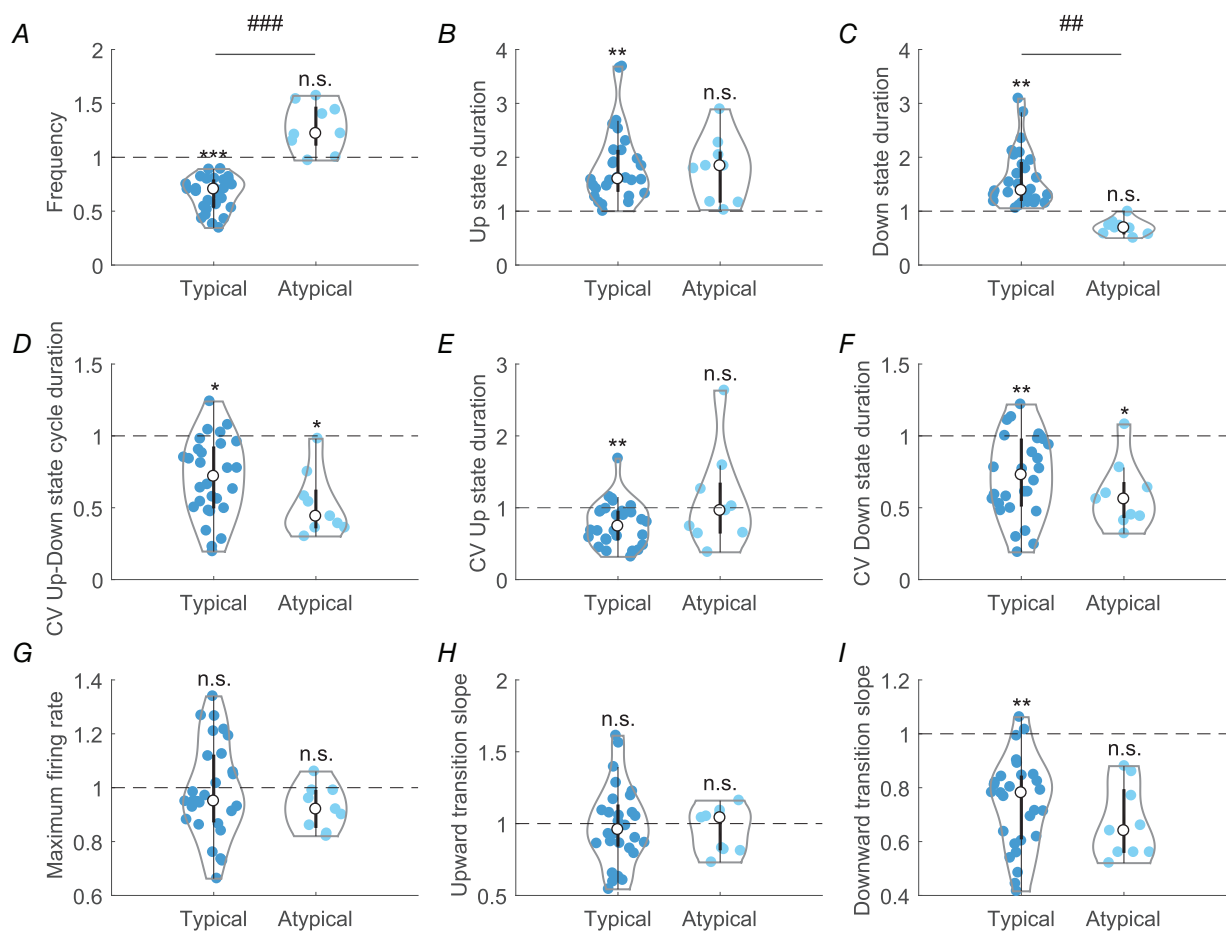 ###
A
Frequency
2
1.5
1
0.5
0
***
n.s.
Typical
Atypical
B
Up state duration
4
3
2
1
0
**
n.s.
Typical
Atypical
##
C
Down state duration
4
3
2
1
0
**
n.s.
Typical
Atypical
D
CV Up-Down state cycle duration
1.5
1
0.5
0
*
*
Typical
Atypical
E
CV Up state duration
3
2
1
0
**
n.s.
Typical
Atypical
F
CV Down state duration
1.5
1
0.5
0
**
*
Typical
Atypical
G
Maximum firing rate
1.4
1.2
1
0.8
0.6
n.s.
n.s.
Typical
Atypical
H
Upward transition slope
2
1.5
1
0.5
n.s.
n.s.
Typical
Atypical
I
Downward transition slope
1.2
1
0.8
0.6
0.4
**
n.s.
Typical
Atypical